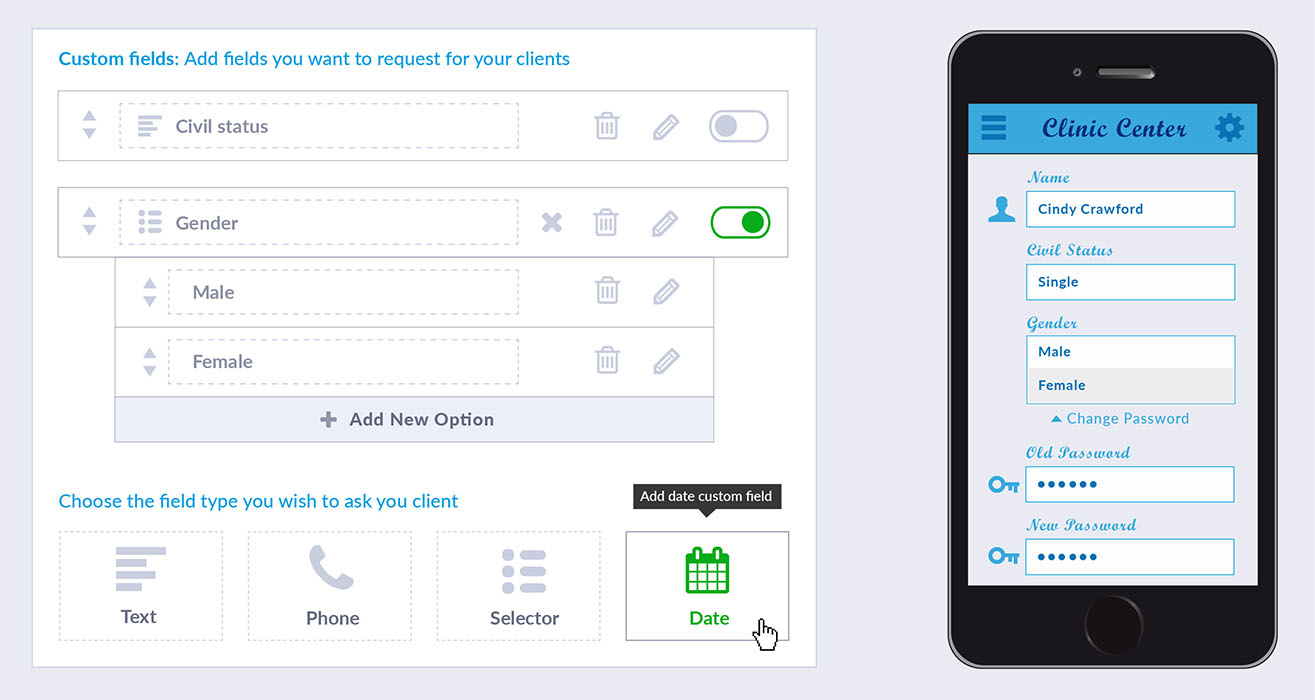 Custom fields: Add fields you want to request for your clients
Civil status
Gender
Male
Female
Add New Option
Choose the field type you wish to ask you client
Add date custom field
Text
Phone
Selector
Date
Clinic Center
Name
Cindy Crawford
Civil Status
Single
Gender
Male
Female
Change Password
Old Password
New Password